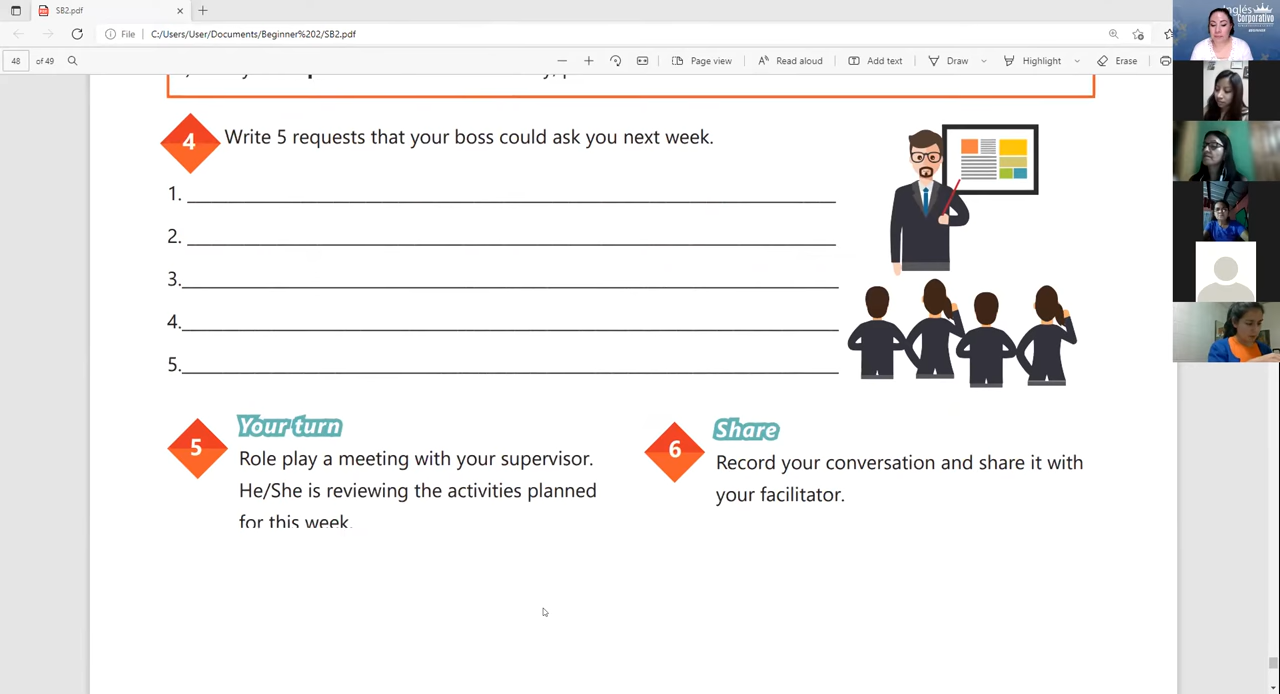 SB2.pdf
File
C:/Users/User/Documents/Beginner%202/SB2.pdf
48 of 49
Page view
Read aloud
Add text
Draw
Highlight
Erase
Inglés
Corporativo
4 Write 5 requests that your boss could ask you next week.
1.
2.
3.
4.
5.
5 Your turn
Role play a meeting with your supervisor.
He/She is reviewing the activities planned
for this week.
6 Share
Record your conversation and share it with
your facilitator.